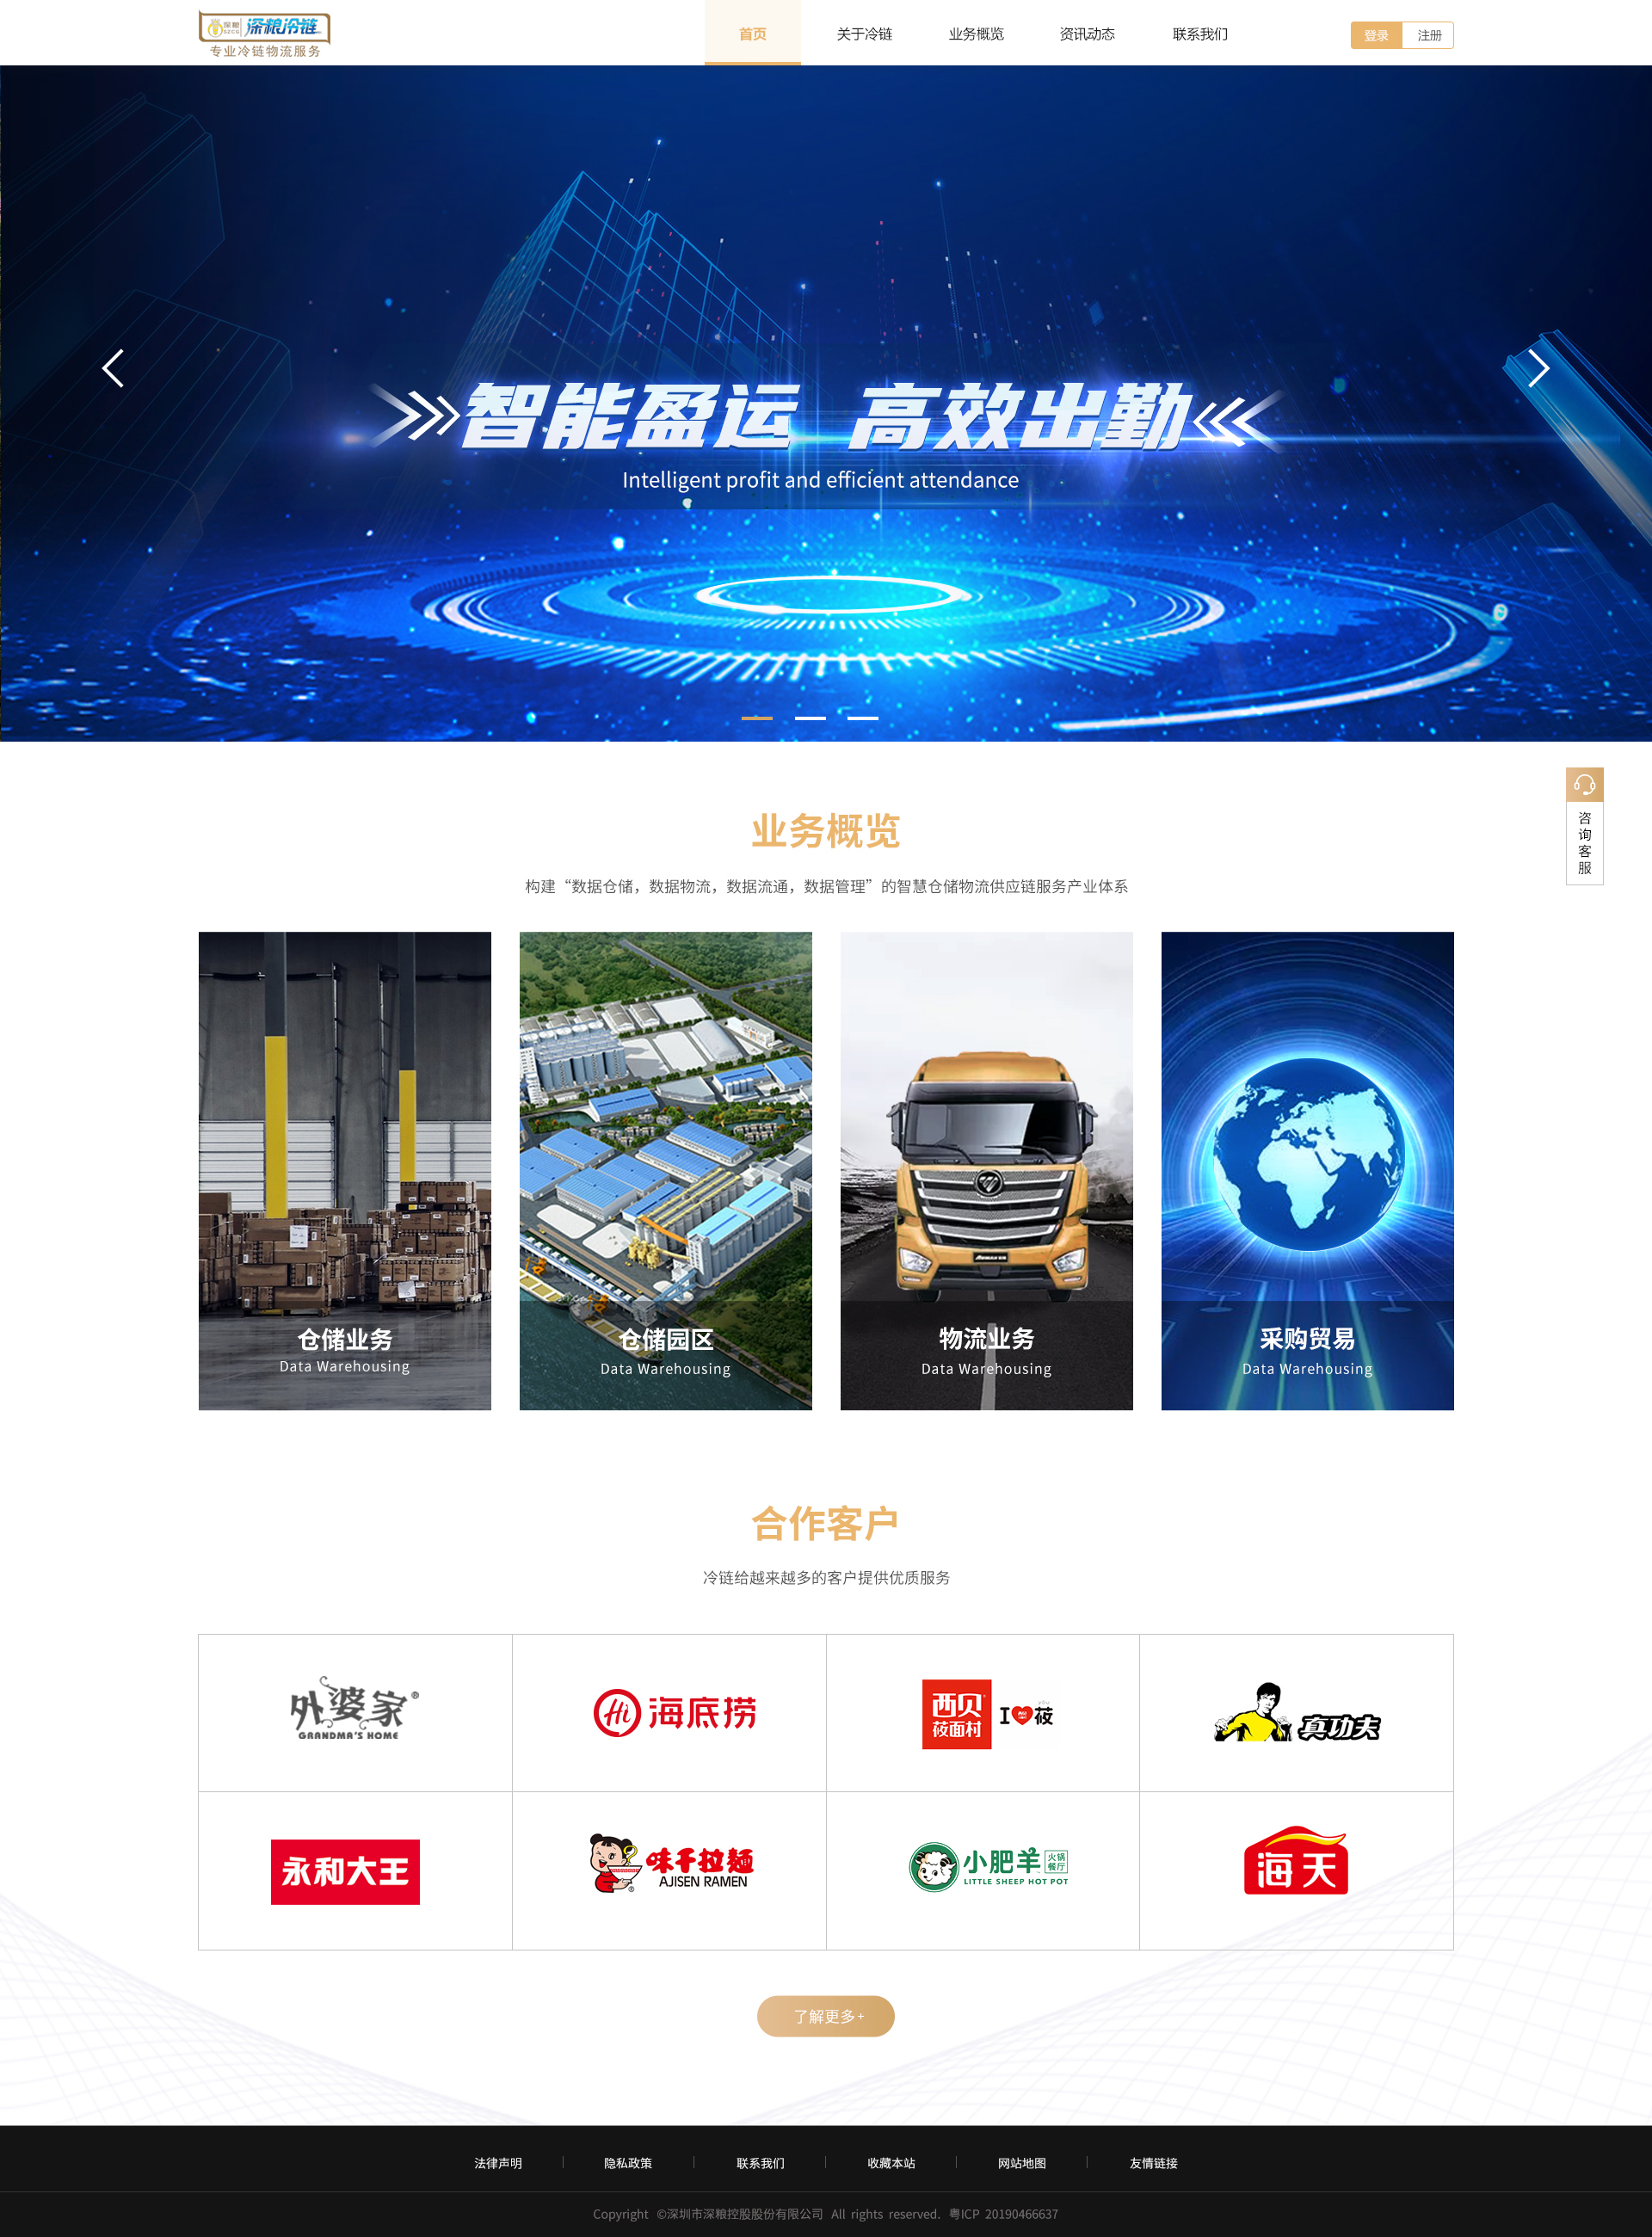 深粮 SZCG 深粮冷链
专业冷链物流服务
首页 关于冷链 业务概览 资讯动态 联系我们 登录 注册
智能盈运 高效出勤
Intelligent profit and efficient attendance
咨询客服
业务概览
构建“数据仓储，数据物流，数据流通，数据管理”的智慧仓储物流供应链服务产业体系
仓储业务 仓储园区 物流业务 采购贸易
Data Warehousing Data Warehousing Data Warehousing Data Warehousing
合作客户
冷链给越来越多的客户提供优质服务
外婆家®
GRANDMA'S HOME
Hi 海底捞
西贝
莜面村
I 莜
真功夫
永和大王
味千拉麺
AJISEN RAMEN
®
小肥羊 火锅餐厅
LITTLE SHEEP HOT POT
海天
了解更多+
法律声明 隐私政策 联系我们 收藏本站 网站地图 友情链接
Copyright ©深圳市深粮控股股份有限公司 All rights reserved. 粤ICP 20190466637